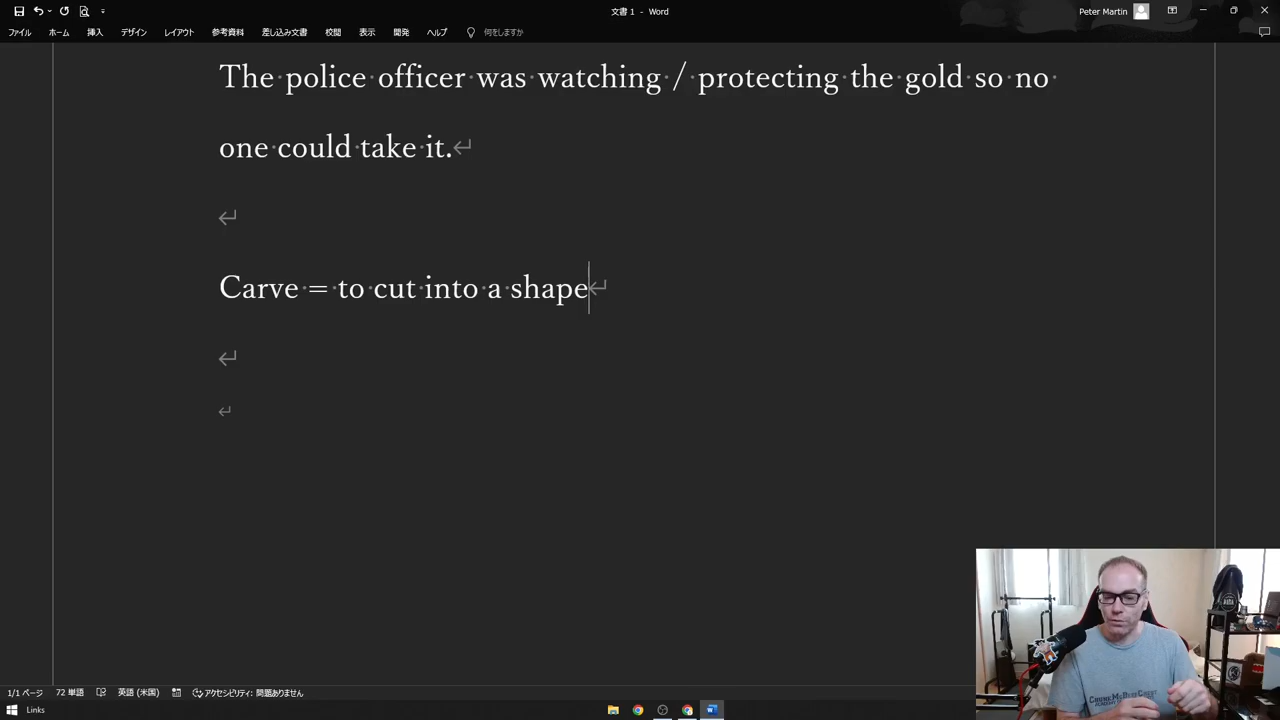 文書 1 - Word
Peter Martin
ファイル ホーム 挿入 デザイン レイアウト 参考資料 差し込み文書 校閲 表示 開発 ヘルプ 何をしますか
The police officer was watching / protecting the gold so no
one could take it.
Carve = to cut into a shape
1/1 ページ 72 単語 英語 (米国) アクセシビリティ: 問題ありません
Links